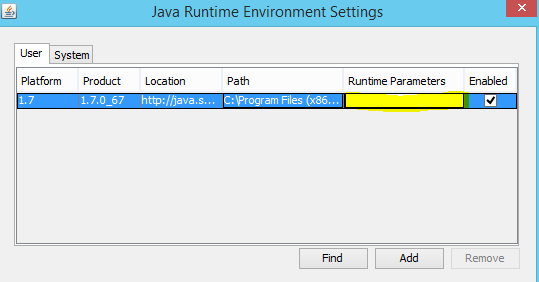 Java Runtime Environment Settings
User System
Platform Product Location Path Runtime Parameters Enabled
1.7 1.7.0_67 http://java.s... C:\Program Files (x86...
Find Add Remove